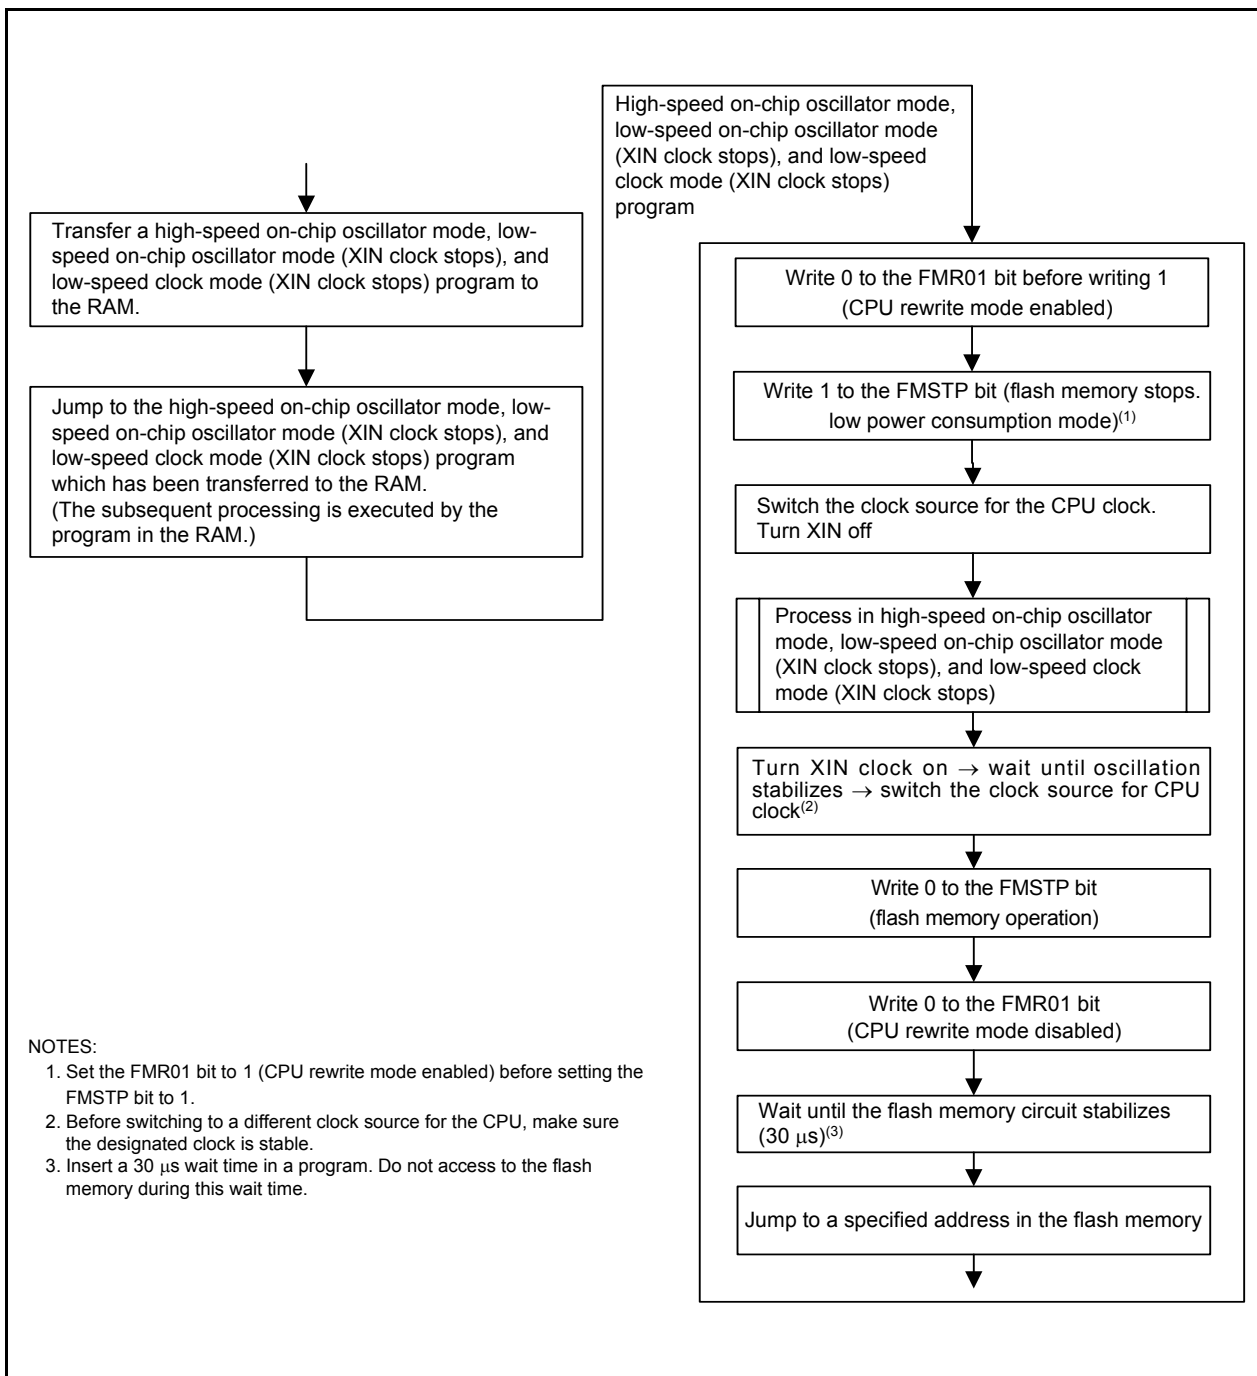 Transfer a high-speed on-chip oscillator mode, low-
speed on-chip oscillator mode (XIN clock stops), and
low-speed clock mode (XIN clock stops) program to
the RAM.
Jump to the high-speed on-chip oscillator mode, low-
speed on-chip oscillator mode (XIN clock stops), and
low-speed clock mode (XIN clock stops) program
which has been transferred to the RAM.
(The subsequent processing is executed by the
program in the RAM.)
High-speed on-chip oscillator mode,
low-speed on-chip oscillator mode
(XIN clock stops), and low-speed
clock mode (XIN clock stops)
program
Write 0 to the FMR01 bit before writing 1
(CPU rewrite mode enabled)
Write 1 to the FMSTP bit (flash memory stops.
low power consumption mode)(1)
Switch the clock source for the CPU clock.
Turn XIN off
Process in high-speed on-chip oscillator
mode, low-speed on-chip oscillator mode
(XIN clock stops), and low-speed clock
mode (XIN clock stops)
Turn XIN clock on → wait until oscillation
stabilizes → switch the clock source for CPU
clock(2)
Write 0 to the FMSTP bit
(flash memory operation)
Write 0 to the FMR01 bit
(CPU rewrite mode disabled)
Wait until the flash memory circuit stabilizes
(30 μs)(3)
Jump to a specified address in the flash memory
NOTES:
1. Set the FMR01 bit to 1 (CPU rewrite mode enabled) before setting the
FMSTP bit to 1.
2. Before switching to a different clock source for the CPU, make sure
the designated clock is stable.
3. Insert a 30 μs wait time in a program. Do not access to the flash
memory during this wait time.